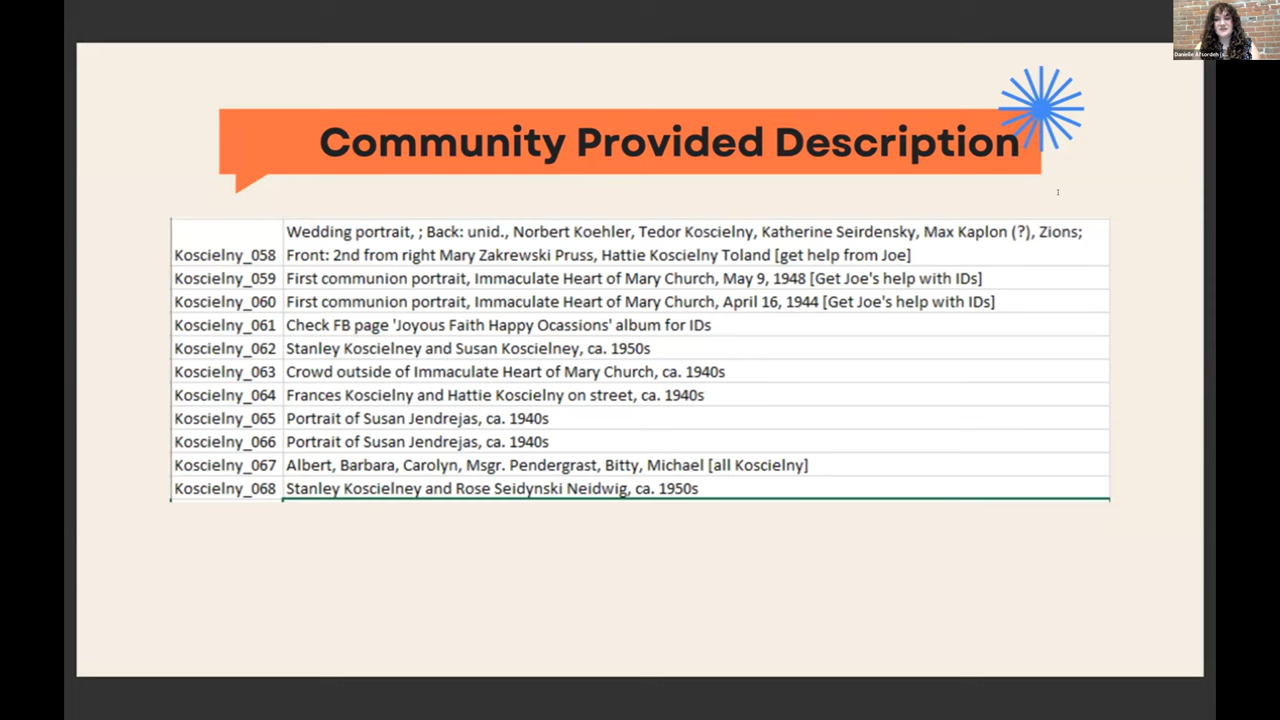 Danielle Afsordeh
Community Provided Description
Wedding portrait, ; Back: unid., Norbert Koehler, Tedor Koscielny, Katherine Seirdensky, Max Kaplon (?), Zions;
Koscielny_058 Front: 2nd from right Mary Zakrewski Pruss, Hattie Koscielny Toland [get help from Joe]
Koscielny_059 First communion portrait, Immaculate Heart of Mary Church, May 9, 1948 [Get Joe's help with IDs]
Koscielny_060 First communion portrait, Immaculate Heart of Mary Church, April 16, 1944 [Get Joe's help with IDs]
Koscielny_061 Check FB page 'Joyous Faith Happy Ocassions' album for IDs
Koscielny_062 Stanley Koscielney and Susan Koscielney, ca. 1950s
Koscielny_063 Crowd outside of Immaculate Heart of Mary Church, ca. 1940s
Koscielny_064 Frances Koscielny and Hattie Koscielny on street, ca. 1940s
Koscielny_065 Portrait of Susan Jendrejas, ca. 1940s
Koscielny_066 Portrait of Susan Jendrejas, ca. 1940s
Koscielny_067 Albert, Barbara, Carolyn, Msgr. Pendergrast, Bitty, Michael [all Koscielny]
Koscielny_068 Stanley Koscielney and Rose Seidynski Neidwig, ca. 1950s